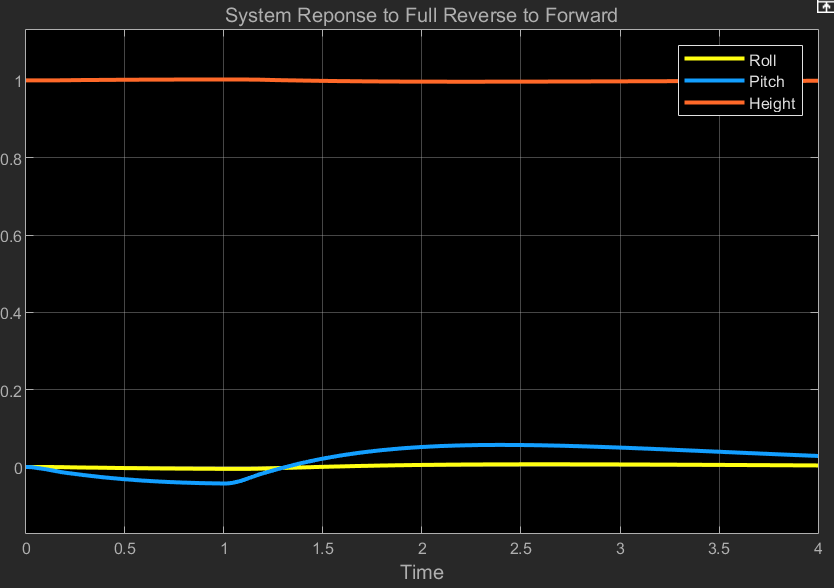 System Reponse to Full Reverse to Forward
Roll
Pitch
Height
1
0.8
0.6
0.4
0.2
0
0 0.5 1 1.5 2 2.5 3 3.5 4
Time